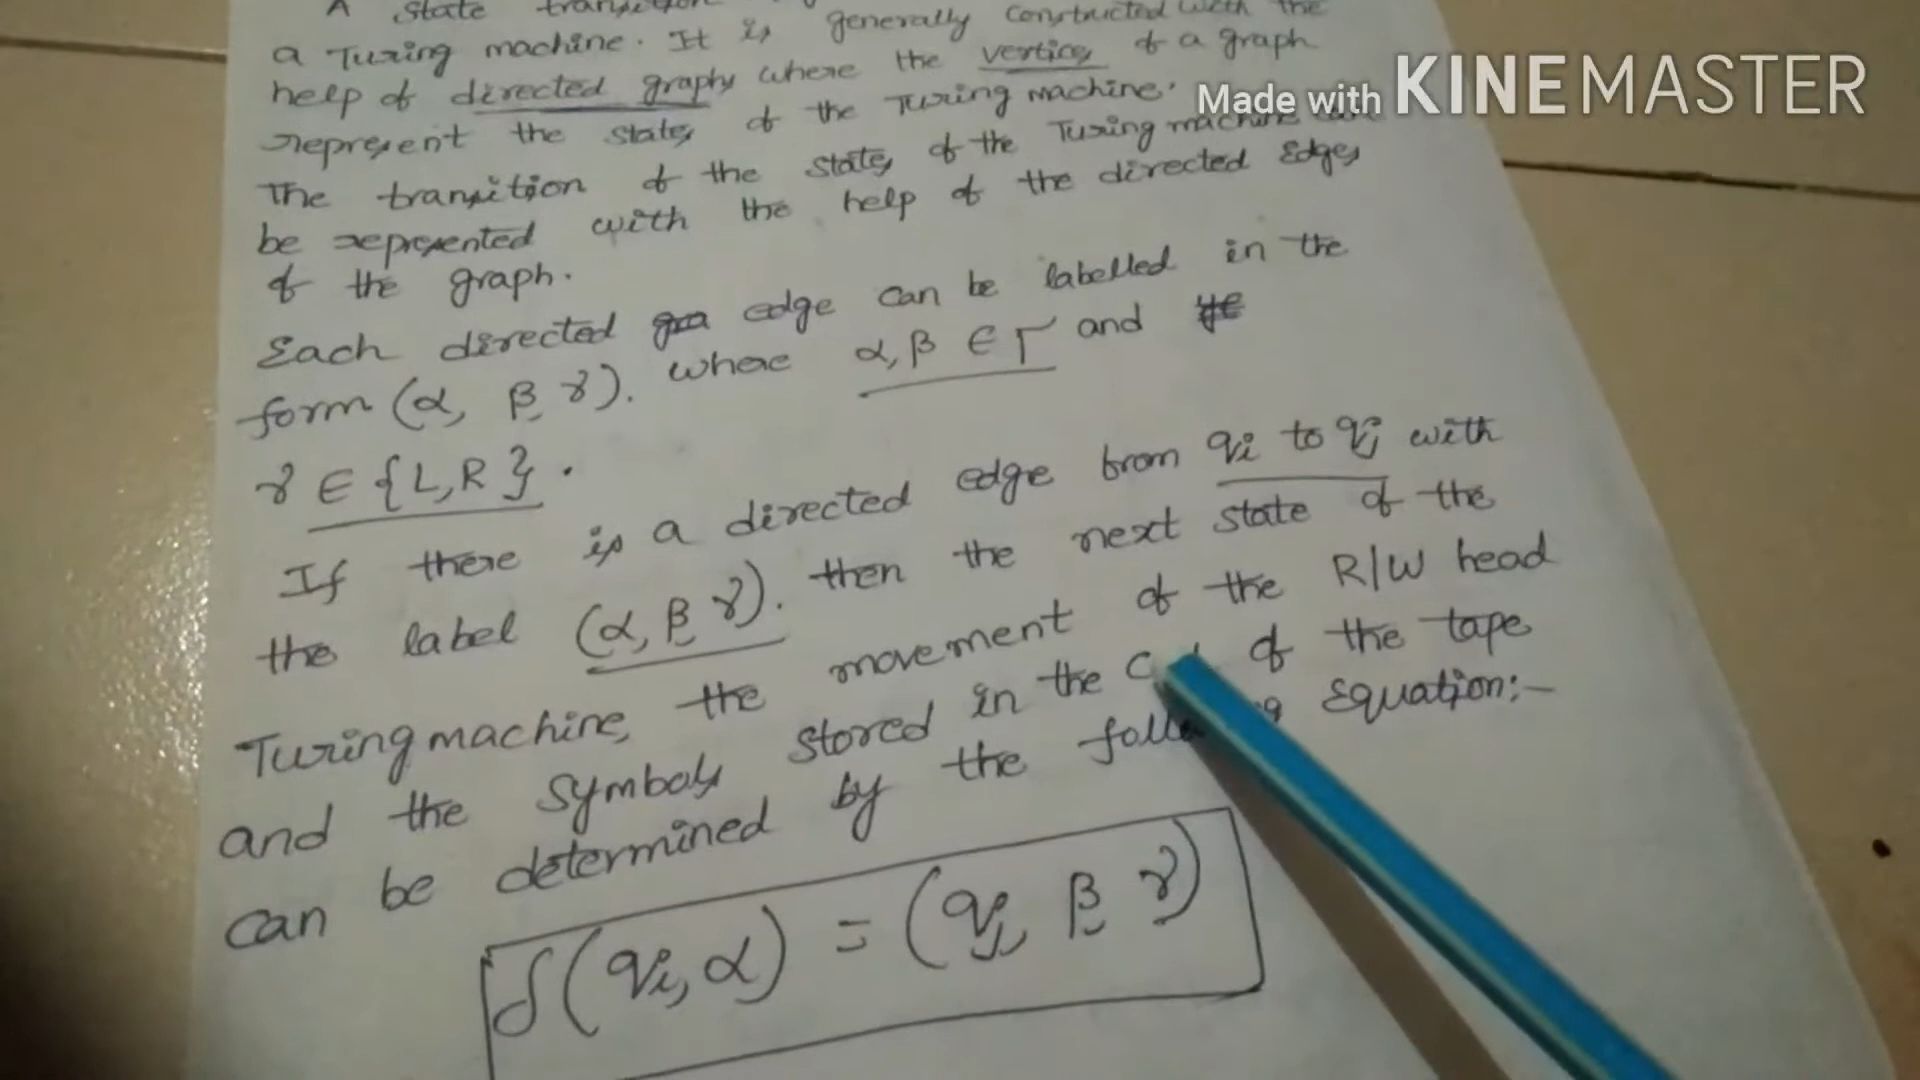 A state
a Turing machine. It is generally constructed with the
help of directed graphs where the vertices of a graph
represent the states of the Turing machine.
The transition of the states of the Turing machine can
be represented with the help of the directed Edges
of the graph.
Each directed gra edge can be labelled in the
form (α, β, γ). where α, β ∈ Γ and
γ ∈ {L,R}.
If there is a directed edge from qi to qj with
the label (α, β, γ). then the next state of the
Turing machine, the movement of the R/W head
and the symbols stored in the of the tape
can be determined by the Equation:-
δ(qi, α) = (qj, β, γ)
Made with KINEMASTER